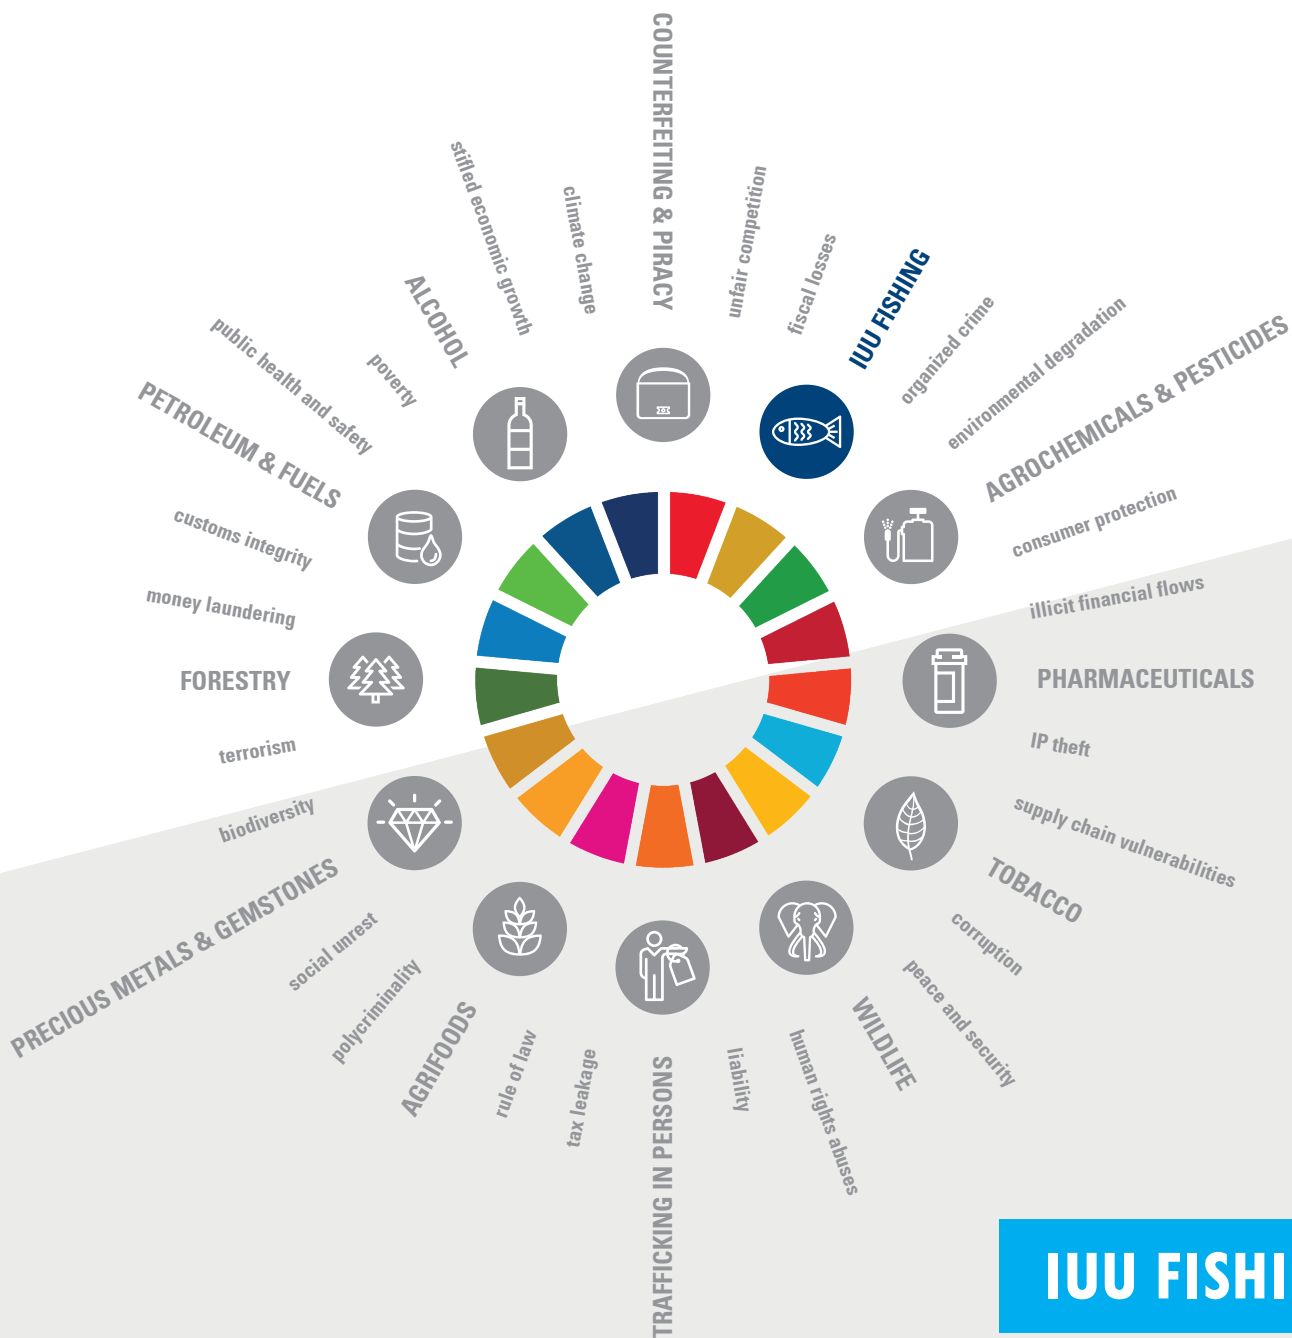 COUNTERFEITING & PIRACY
unfair competition
fiscal losses
IUU FISHING
organized crime
environmental degradation
AGROCHEMICALS & PESTICIDES
consumer protection
illicit financial flows
PHARMACEUTICALS
IP theft
supply chain vulnerabilities
TOBACCO
corruption
peace and security
WILDLIFE
human rights abuses
liability
TRAFFICKING IN PERSONS
tax leakage
rule of law
AGRIFOODS
polycriminality
social unrest
PRECIOUS METALS & GEMSTONES
biodiversity
terrorism
FORESTRY
money laundering
customs integrity
PETROLEUM & FUELS
public health and safety
poverty
ALCOHOL
stifled economic growth
climate change
IUU FISHI